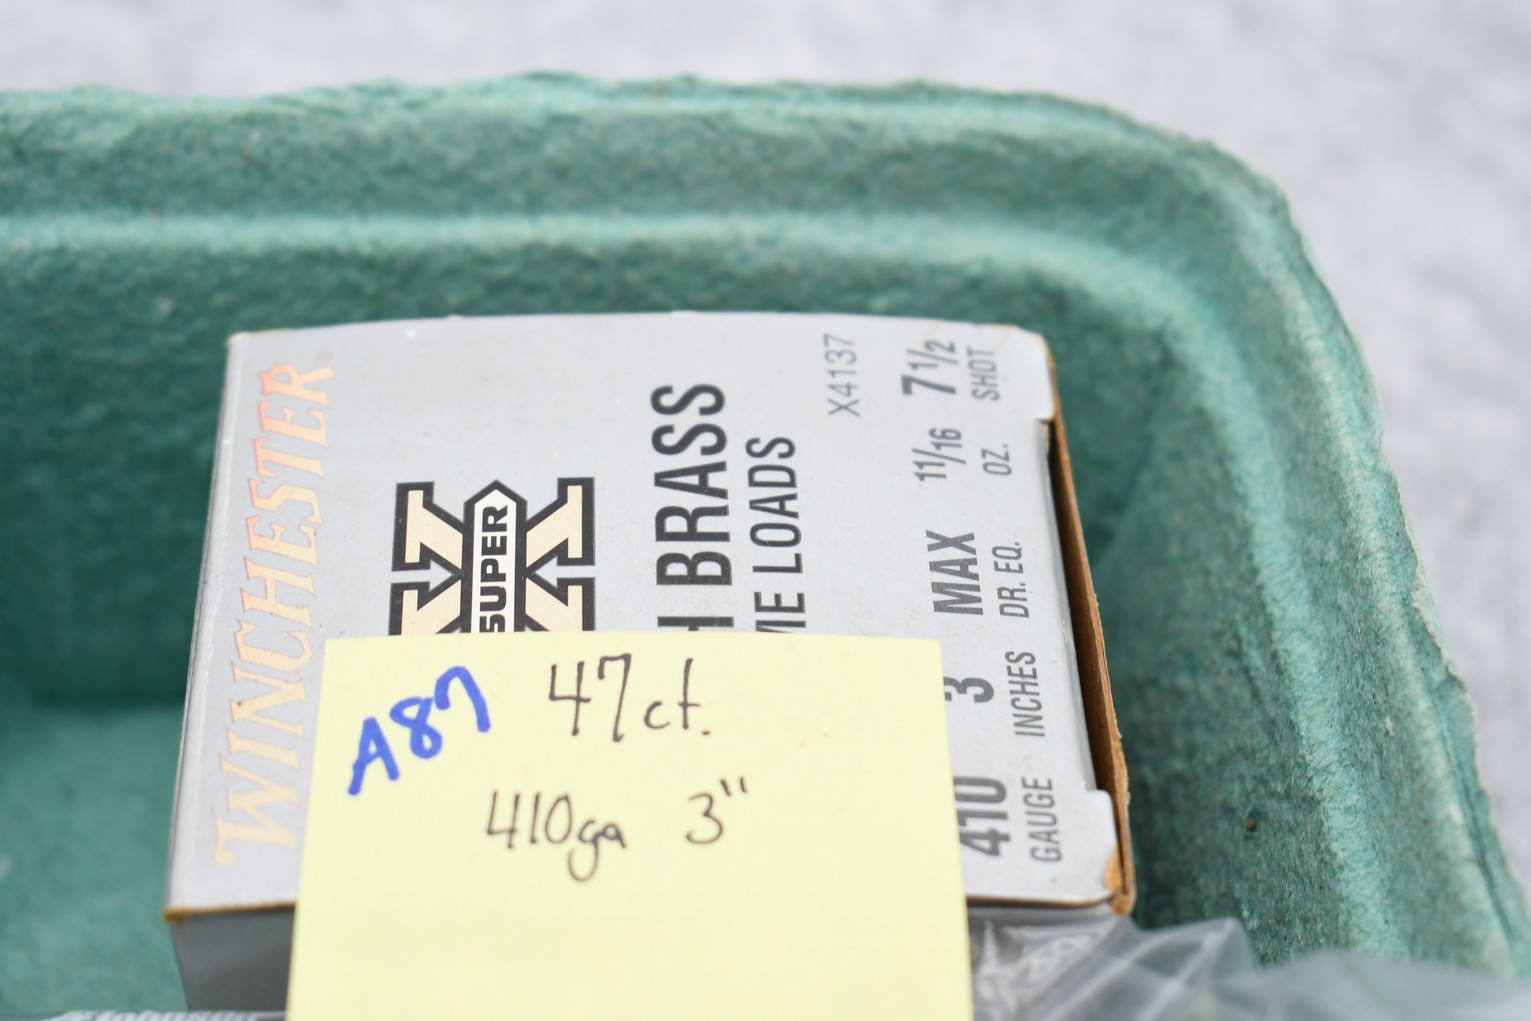 WINCHESTER
SUPER X
H BRASS
ME LOADS
X4137
410 3 MAX 11/16 7 1/2
GAUGE INCHES DR. EQ. OZ. SHOT
A87 47ct.
410ga 3"